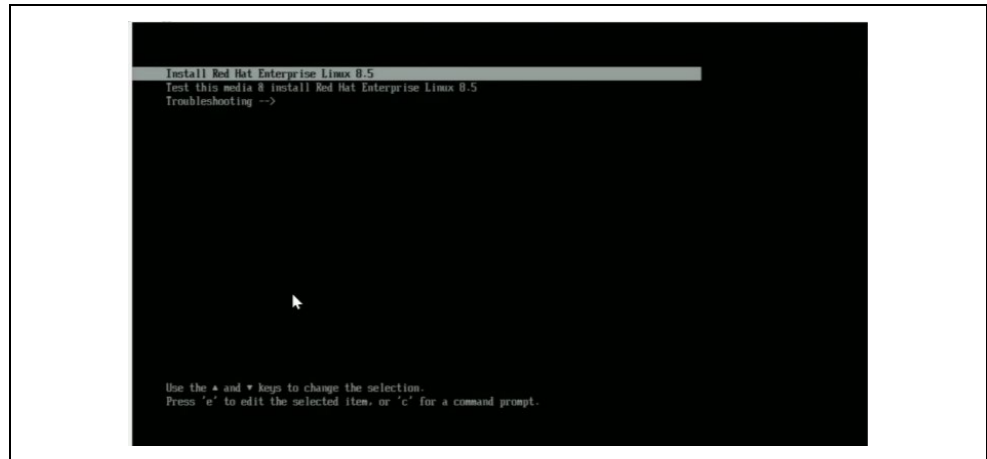 Install Red Hat Enterprise Linux 8.5
Test this media & install Red Hat Enterprise Linux 8.5
Troubleshooting -->
Use the ▲ and ▼ keys to change the selection.
Press 'e' to edit the selected item, or 'c' for a command prompt.